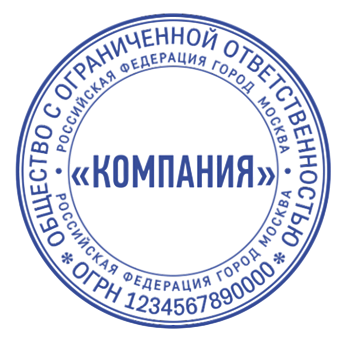 ОБЩЕСТВО С ОГРАНИЧЕННОЙ ОТВЕТСТВЕННОСТЬЮ
* ОГРН 1234567890000 *
· РОССИЙСКАЯ ФЕДЕРАЦИЯ ГОРОД МОСКВА ·
«КОМПАНИЯ»
РОССИЙСКАЯ ФЕДЕРАЦИЯ ГОРОД МОСКВА